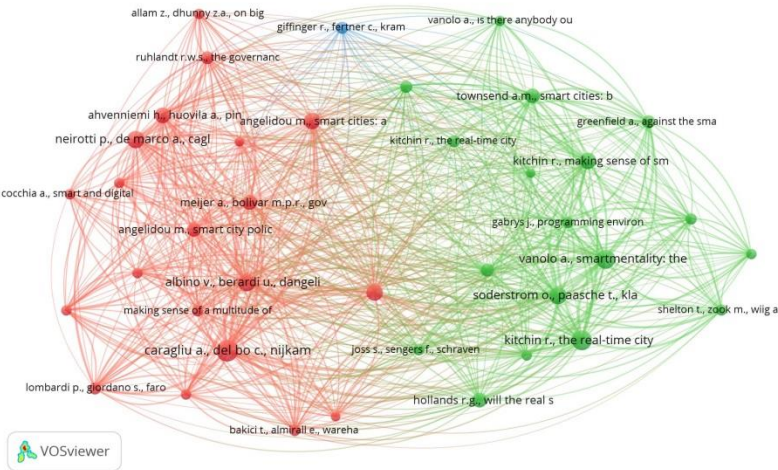 allam z., dhunny z.a., on big
giffinger r., fertner c., kram
vanolo a., is there anybody ou
ruhlandt r.w.s., the governanc
townsend a.m., smart cities: b
ahvenniemi h., huovila a., pin
angelidou m., smart cities: a
greenfield a., against the sma
neirotti p., de marco a., cagl
kitchin r., the real-time city
kitchin r., making sense of sm
cocchia a., smart and digital
meijer a., bolivar m.p.r., gov
gabrys j., programming environ
angelidou m., smart city polic
vanolo a., smartmentality: the
albino v., berardi u., dangeli
soderstrom o., paasche t., kla
making sense of a multitude of
shelton t., zook m., wiig a
caragliu a., del bo c., nijkam
joss s., sengers f., schraven
kitchin r., the real-time city
lombardi p., giordano s., faro
hollands r.g., will the real s
bakici t., almirall e., wareha
VOSviewer